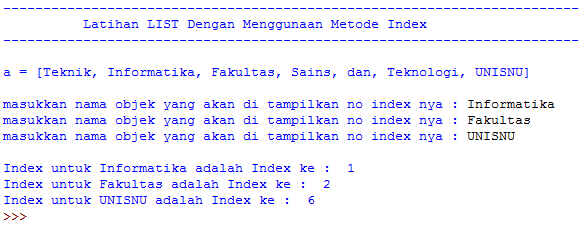 ------------------------------------------------------------------------
Latihan LIST Dengan Menggunaan Metode Index
------------------------------------------------------------------------
a = [Teknik, Informatika, Fakultas, Sains, dan, Teknologi, UNISNU]
masukkan nama objek yang akan di tampilkan no index nya : Informatika
masukkan nama objek yang akan di tampilkan no index nya : Fakultas
masukkan nama objek yang akan di tampilkan no index nya : UNISNU
Index untuk Informatika adalah Index ke :  1
Index untuk Fakultas adalah Index ke :  2
Index untuk UNISNU adalah Index ke :  6
>>>